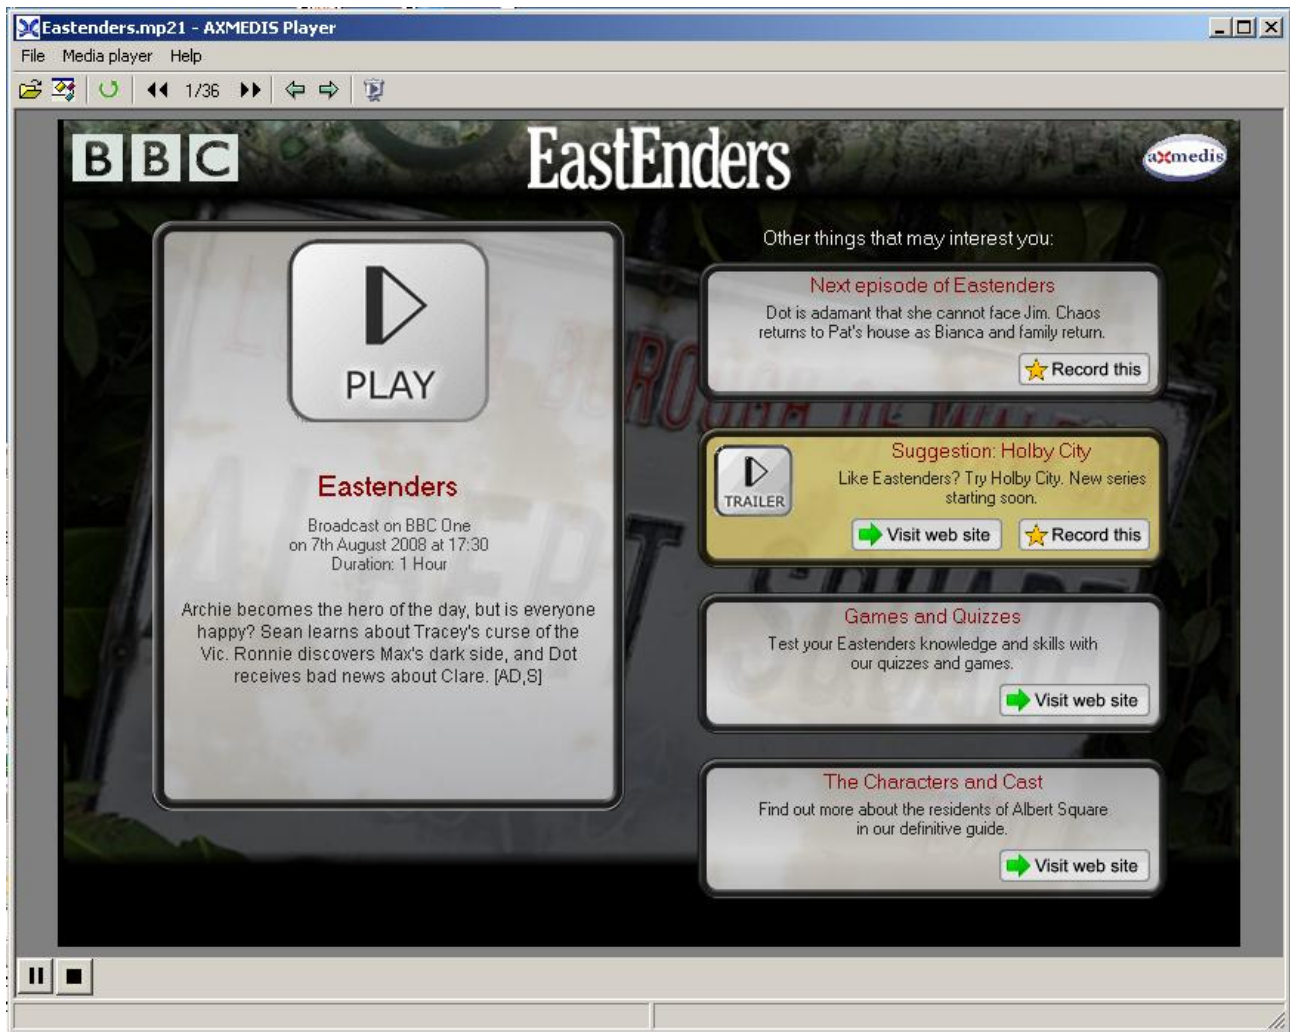 Eastenders.mp21 - AXMEDIS Player
File Media player Help
1/36
BBC
EastEnders
axmedis
PLAY
Eastenders
Broadcast on BBC One
on 7th August 2008 at 17:30
Duration: 1 Hour
Archie becomes the hero of the day, but is everyone
happy? Sean learns about Tracey's curse of the
Vic. Ronnie discovers Max's dark side, and Dot
receives bad news about Clare. [AD,S]
Other things that may interest you:
Next episode of Eastenders
Dot is adamant that she cannot face Jim. Chaos
returns to Pat's house as Bianca and family return.
Record this
TRAILER
Suggestion: Holby City
Like Eastenders? Try Holby City. New series
starting soon.
Visit web site Record this
Games and Quizzes
Test your Eastenders knowledge and skills with
our quizzes and games.
Visit web site
The Characters and Cast
Find out more about the residents of Albert Square
in our definitive guide.
Visit web site
ALBERT SQUARE